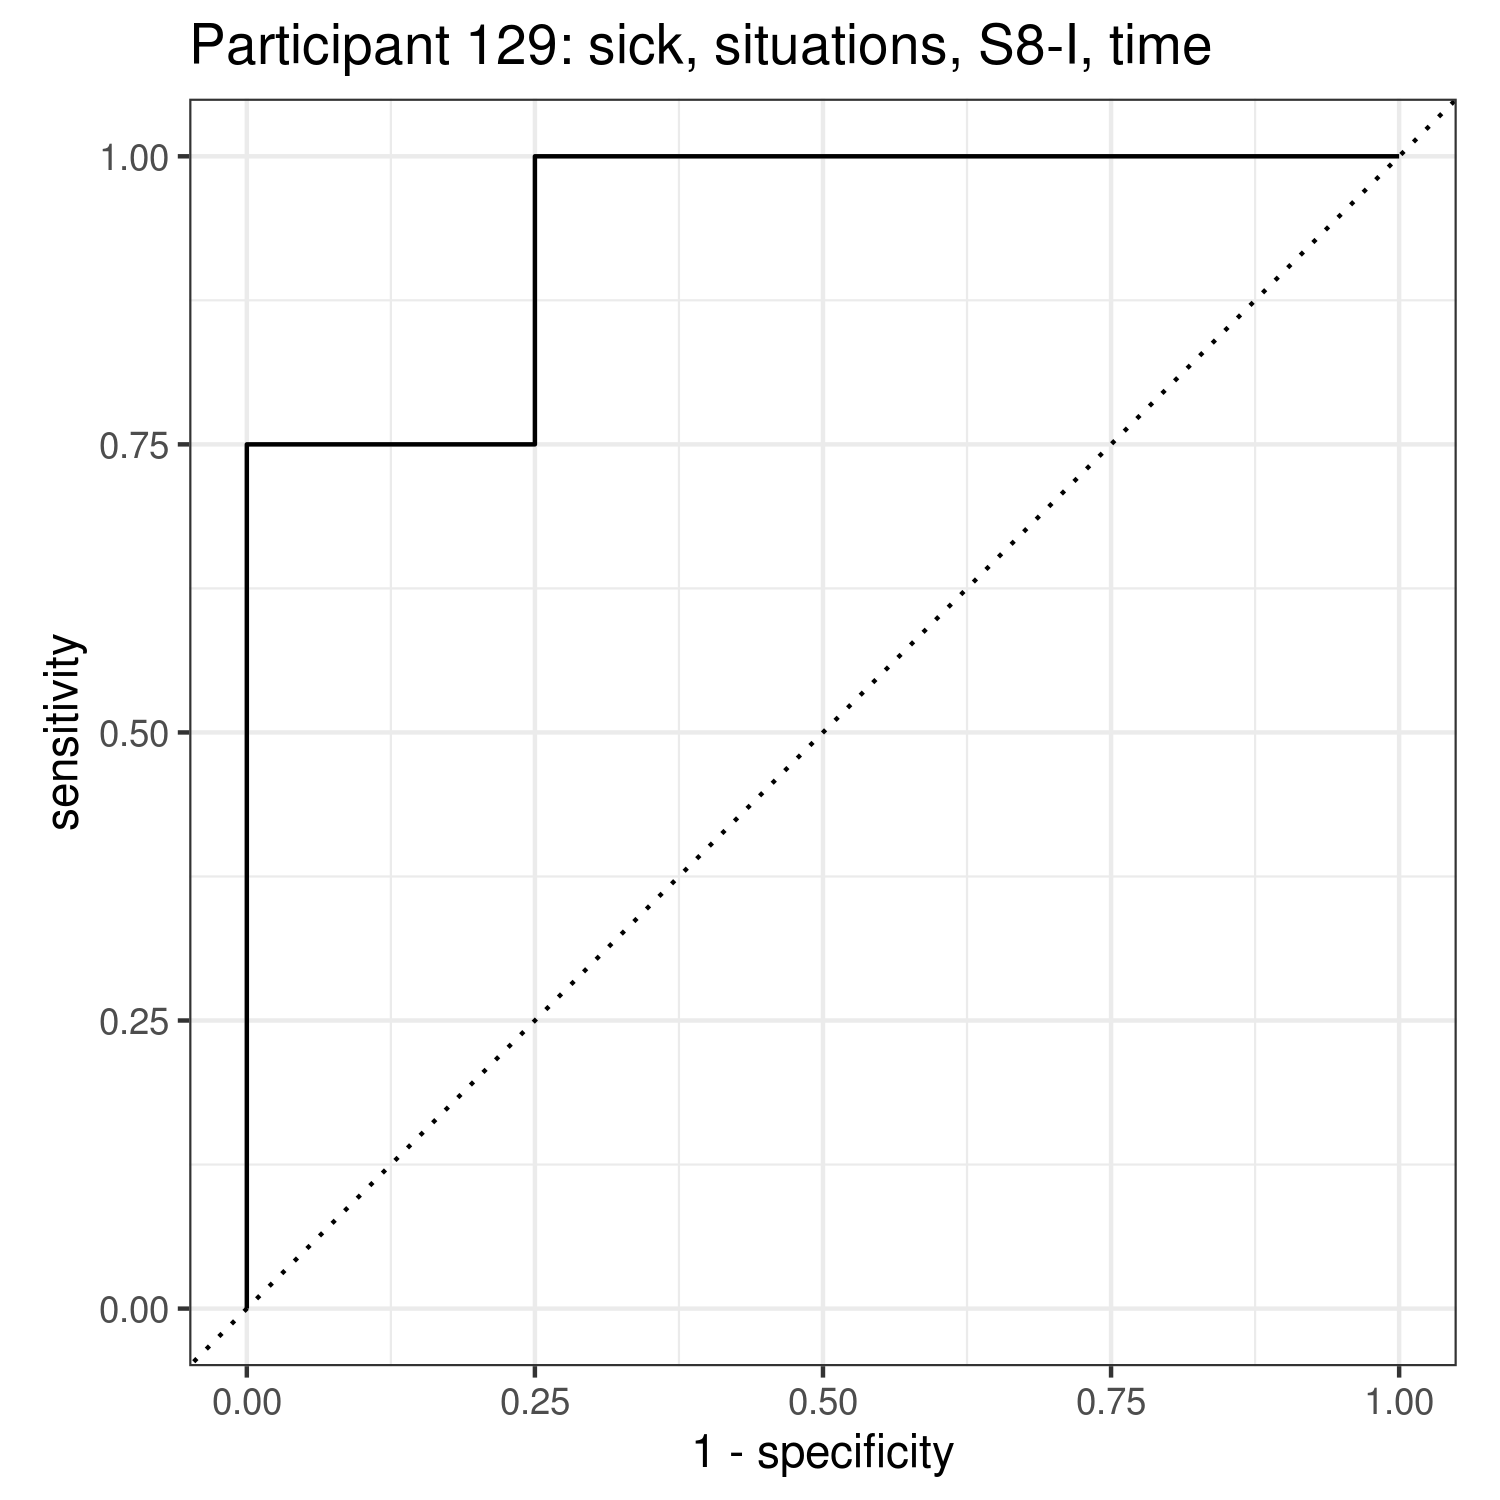 Participant 129: sick, situations, S8-I, time
1.00
0.75
0.50
0.25
0.00
sensitivity
0.00 0.25 0.50 0.75 1.00
1 - specificity